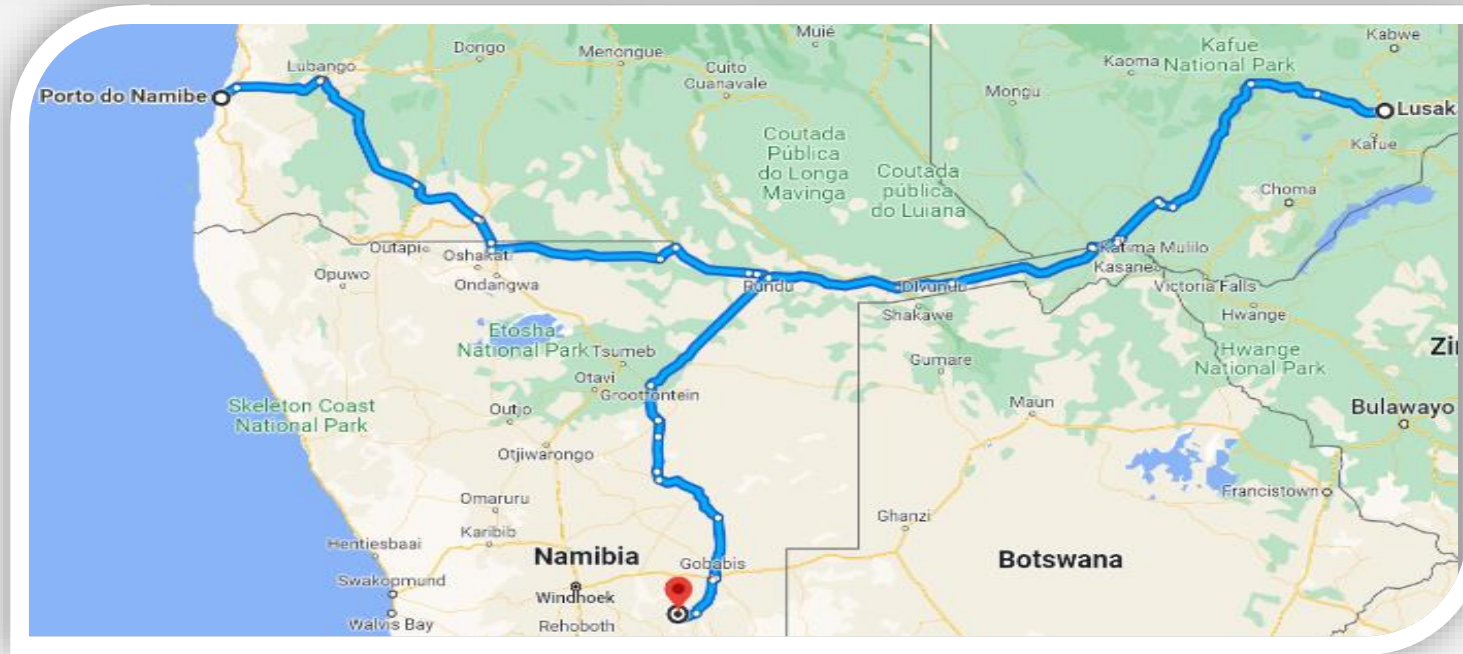 Muié
Kabwe
Dongo
Menongue
Kafue
National Park
Lubango
Kaoma
Cuito
Cuanavale
Porto do Namibe
Mongu
Lusak
Coutada
Pública
do Longa
Mavinga
Kafue
Coutada
pública
do Luiana
Choma
Outapi
Oshakati
Katima Mulilo
Kasane
Opuwo
Ondangwa
Rundu
Divundu
Victoria Falls
Shakawe
Hwange
Etosha
National Park
Tsumeb
Gumare
Hwange
National Park
Zi
Otavi
Grootfontein
Skeleton Coast
National Park
Outjo
Maun
Bulawayo
Otjiwarongo
Omaruru
Francistown
Karibib
Ghanzi
Hentiesbaai
Namibia
Gobabis
Botswana
Swakopmund
Windhoek
Walvis Bay
Rehoboth